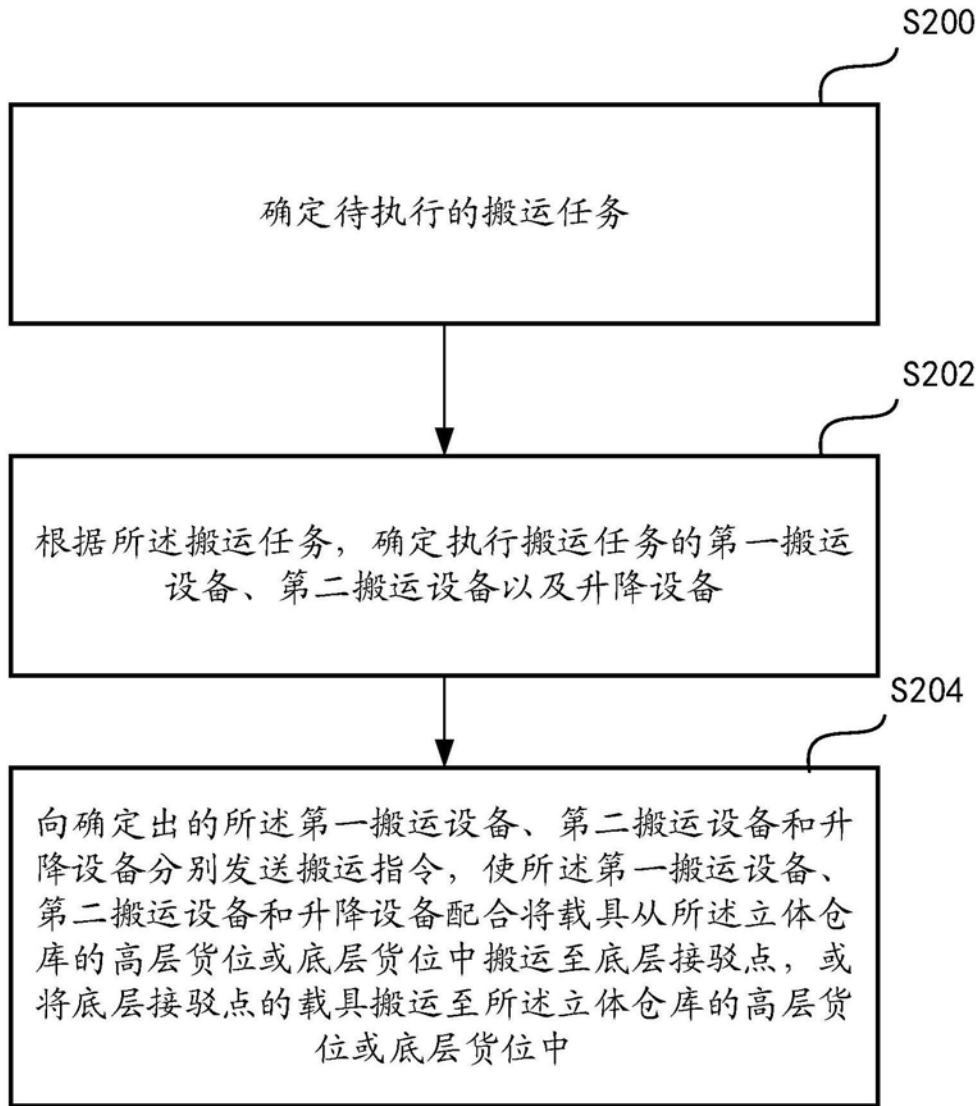 S200
确定待执行的搬运任务
S202
根据所述搬运任务，确定执行搬运任务的第一搬运
设备、第二搬运设备以及升降设备
S204
向确定出的所述第一搬运设备、第二搬运设备和升
降设备分别发送搬运指令，使所述第一搬运设备、
第二搬运设备和升降设备配合将载具从所述立体仓
库的高层货位或底层货位中搬运至底层接驳点，或
将底层接驳点的载具搬运至所述立体仓库的高层货
位或底层货位中